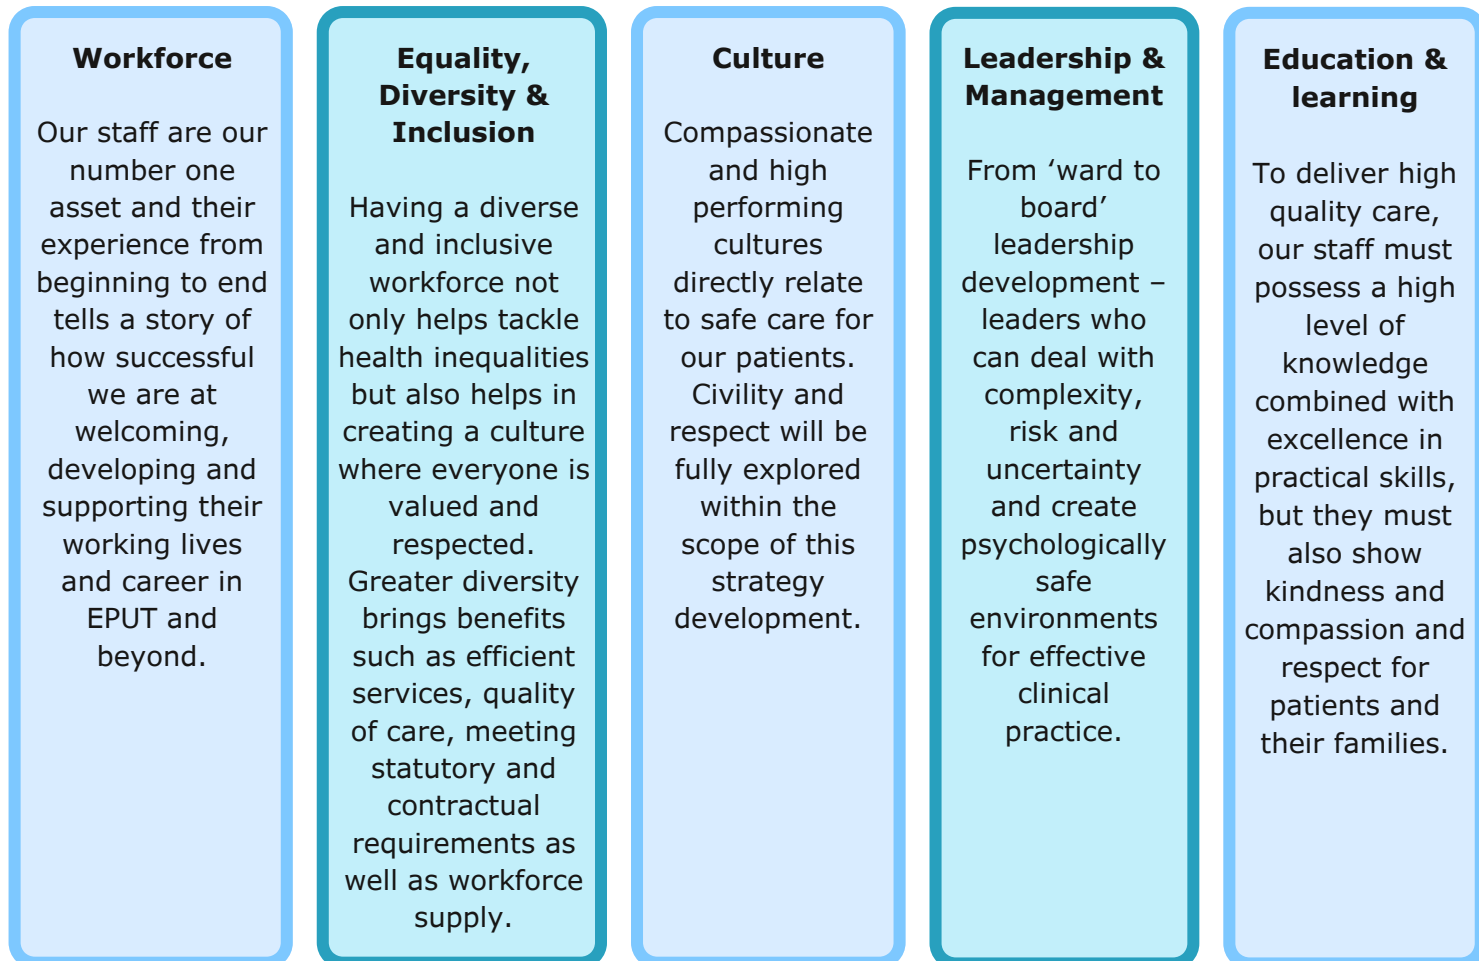 Workforce
Our staff are our
number one
asset and their
experience from
beginning to end
tells a story of
how successful
we are at
welcoming,
developing and
supporting their
working lives
and career in
EPUT and
beyond.
Equality,
Diversity &
Inclusion
Having a diverse
and inclusive
workforce not
only helps tackle
health inequalities
but also helps in
creating a culture
where everyone is
valued and
respected.
Greater diversity
brings benefits
such as efficient
services, quality
of care, meeting
statutory and
contractual
requirements as
well as workforce
supply.
Culture
Compassionate
and high
performing
cultures
directly relate
to safe care for
our patients.
Civility and
respect will be
fully explored
within the
scope of this
strategy
development.
Leadership &
Management
From ‘ward to
board’
leadership
development –
leaders who
can deal with
complexity,
risk and
uncertainty
and create
psychologically
safe
environments
for effective
clinical
practice.
Education &
learning
To deliver high
quality care,
our staff must
possess a high
level of
knowledge
combined with
excellence in
practical skills,
but they must
also show
kindness and
compassion and
respect for
patients and
their families.